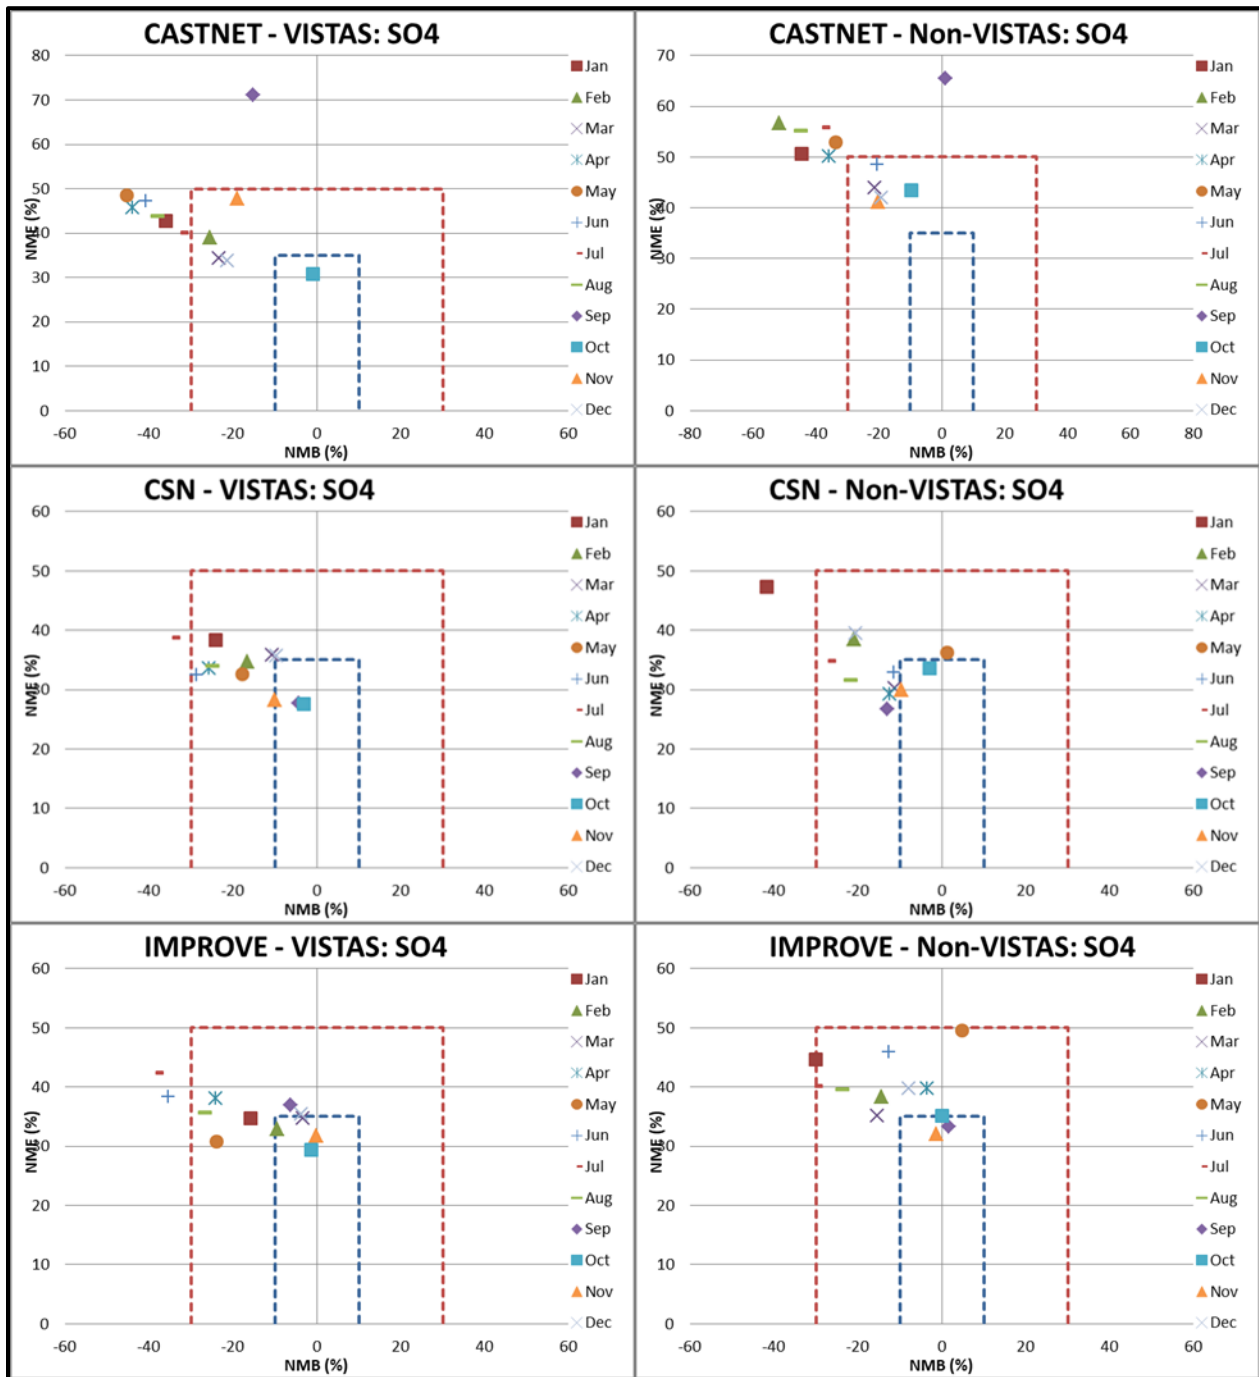 CASTNET - VISTAS: SO4
80
70
60
50
40
30
20
10
0
NME (%)
-60
-40
-20
0
20
40
60
NMB (%)
Jan
Feb
Mar
Apr
May
Jun
Jul
Aug
Sep
Oct
Nov
Dec
CASTNET - Non-VISTAS: SO4
70
60
50
40
30
20
10
0
NME (%)
-80
-60
-40
-20
0
20
40
60
80
NMB (%)
Jan
Feb
Mar
Apr
May
Jun
Jul
Aug
Sep
Oct
Nov
Dec
CSN - VISTAS: SO4
60
50
40
30
20
10
0
NME (%)
-60
-40
-20
0
20
40
60
NMB (%)
Jan
Feb
Mar
Apr
May
Jun
Jul
Aug
Sep
Oct
Nov
Dec
CSN - Non-VISTAS: SO4
60
50
40
30
20
10
0
NME (%)
-60
-40
-20
0
20
40
60
NMB (%)
Jan
Feb
Mar
Apr
May
Jun
Jul
Aug
Sep
Oct
Nov
Dec
IMPROVE - VISTAS: SO4
60
50
40
30
20
10
0
NME (%)
-60
-40
-20
0
20
40
60
NMB (%)
Jan
Feb
Mar
Apr
May
Jun
Jul
Aug
Sep
Oct
Nov
Dec
IMPROVE - Non-VISTAS: SO4
60
50
40
30
20
10
0
NME (%)
-60
-40
-20
0
20
40
60
NMB (%)
Jan
Feb
Mar
Apr
May
Jun
Jul
Aug
Sep
Oct
Nov
Dec